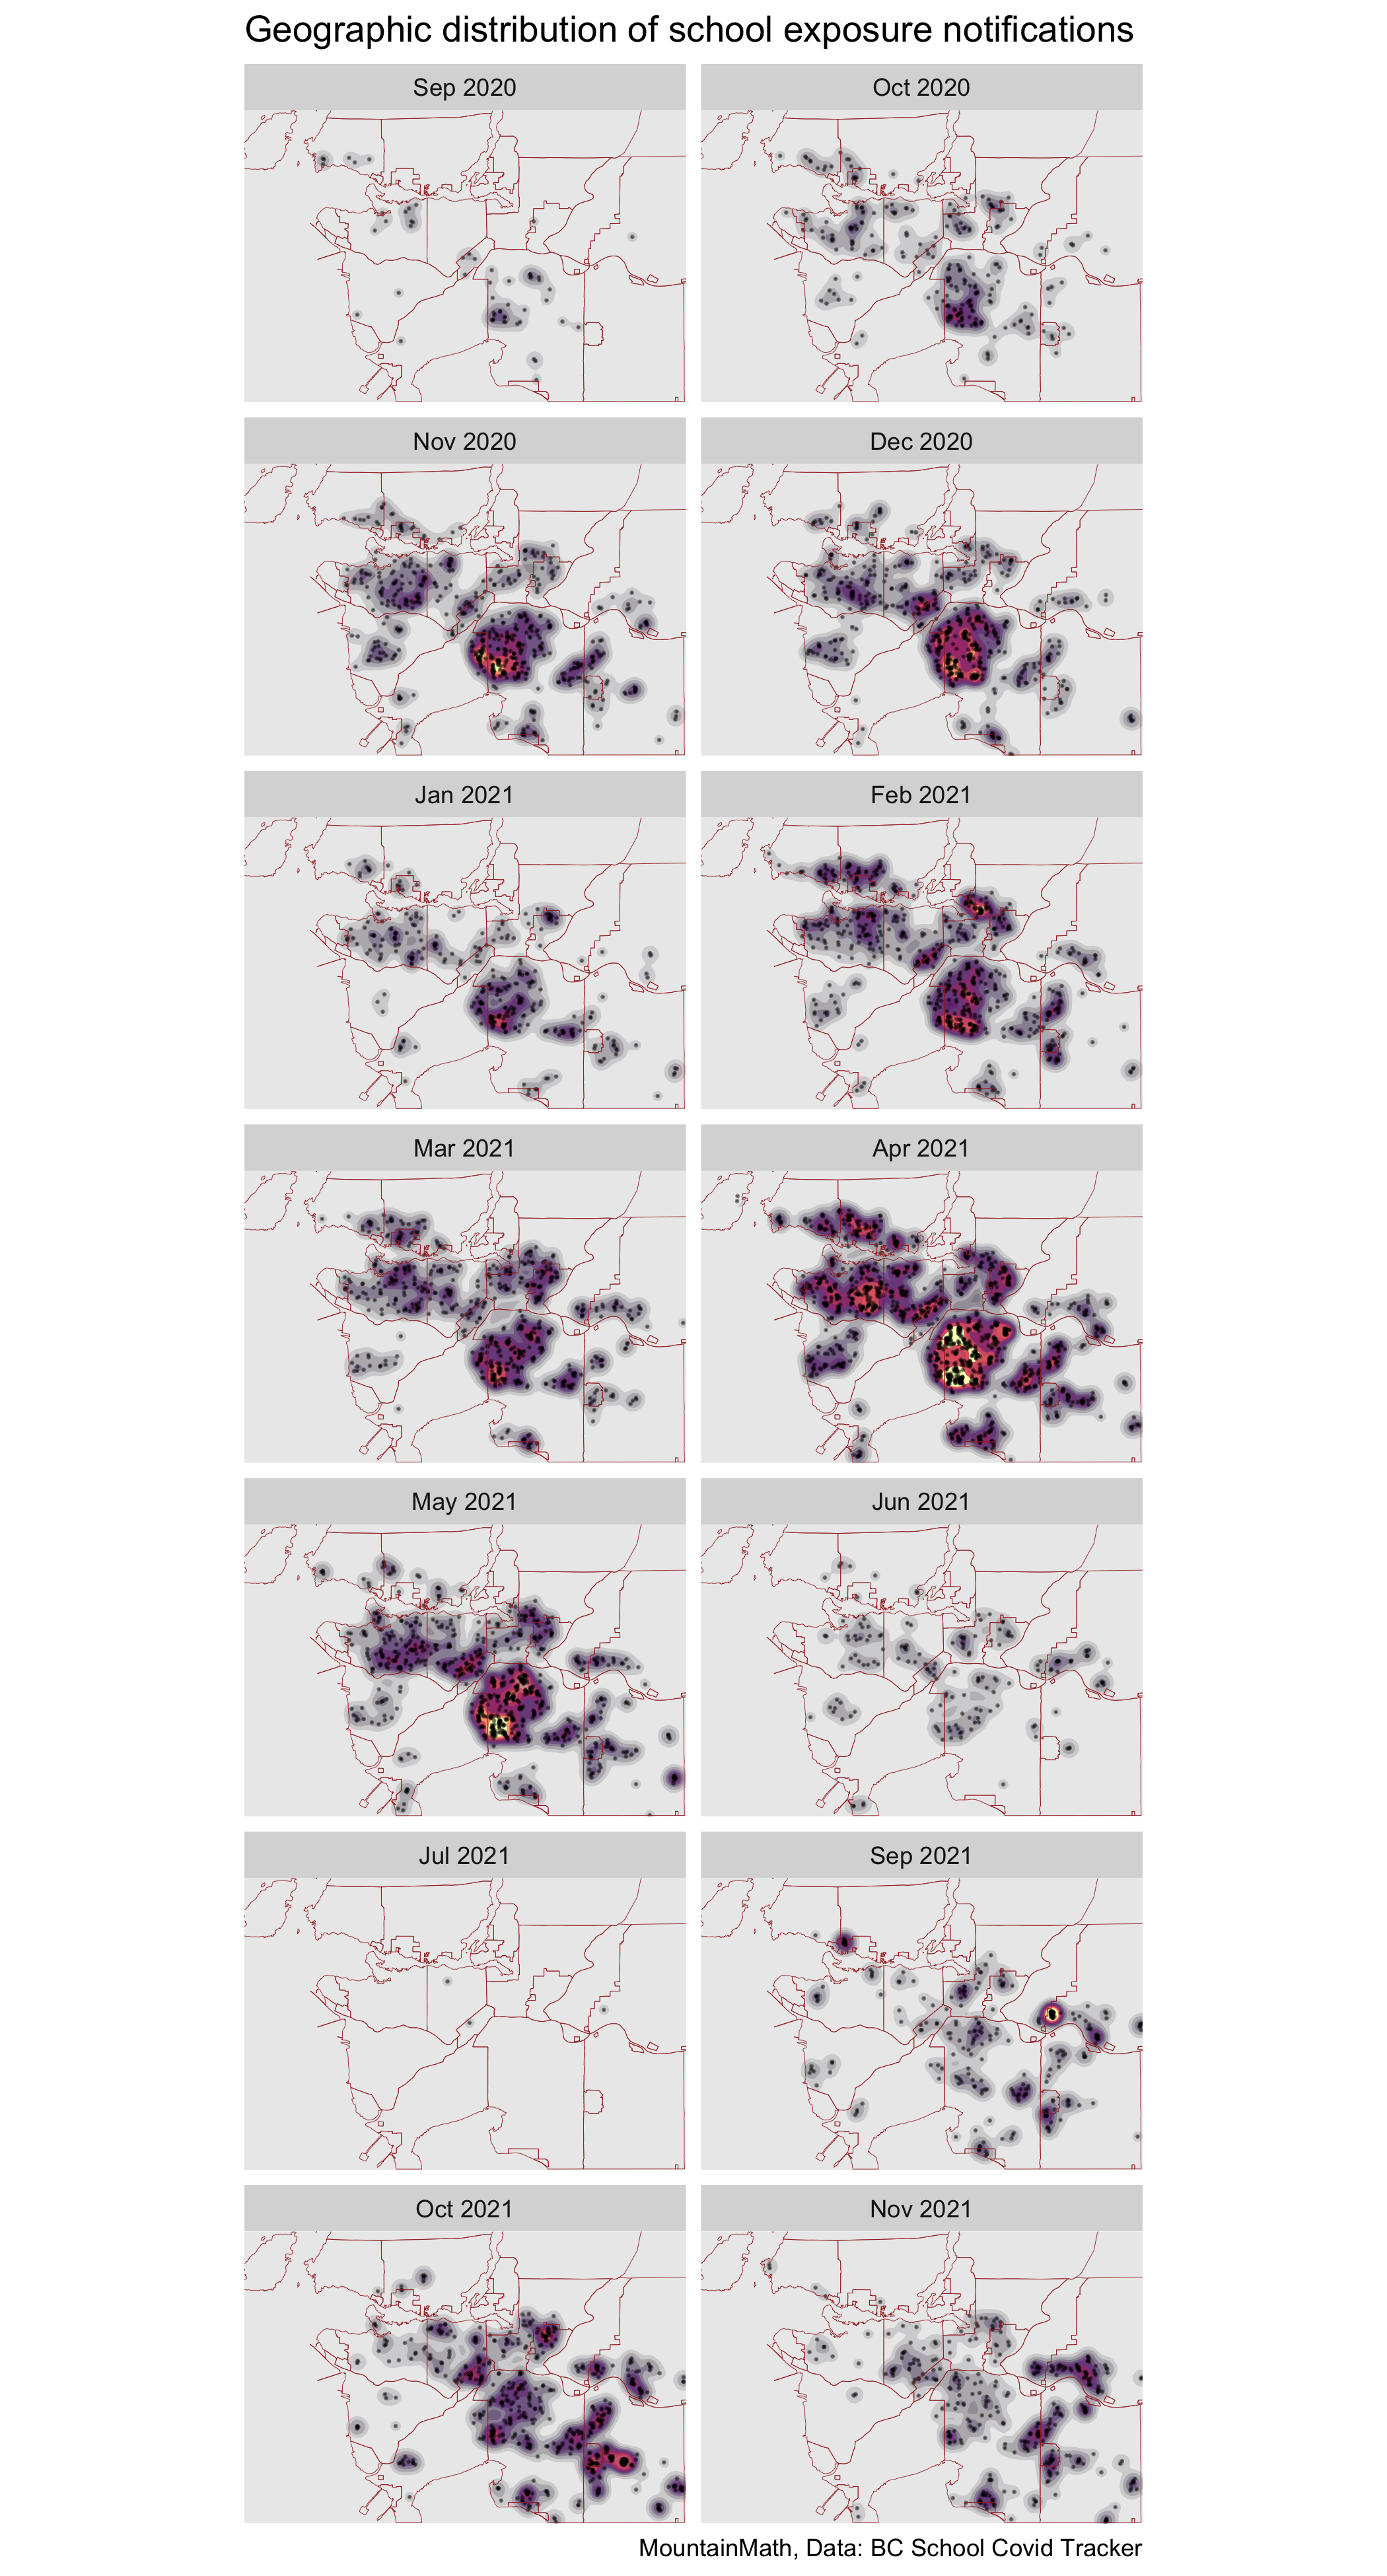 Geographic distribution of school exposure notifications
Sep 2020
Oct 2020
Nov 2020
Dec 2020
Jan 2021
Feb 2021
Mar 2021
Apr 2021
May 2021
Jun 2021
Jul 2021
Sep 2021
Oct 2021
Nov 2021
MountainMath, Data: BC School Covid Tracker